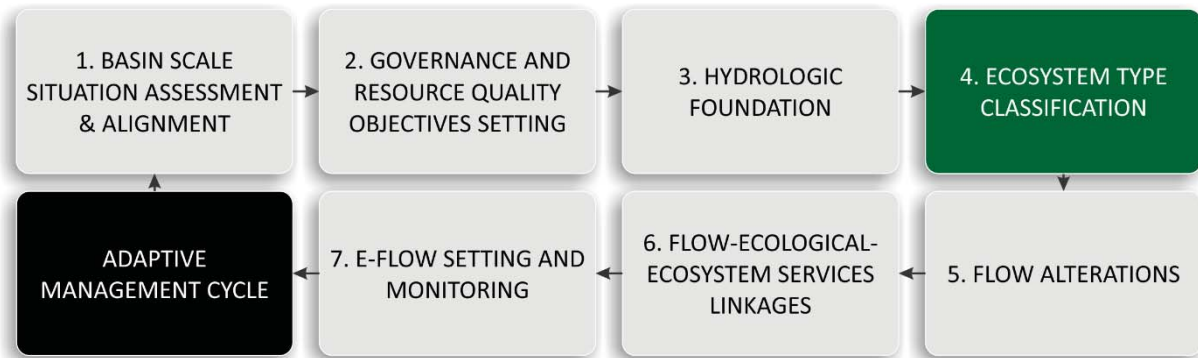 1. BASIN SCALE
SITUATION ASSESSMENT
& ALIGNMENT
2. GOVERNANCE AND
RESOURCE QUALITY
OBJECTIVES SETTING
3. HYDROLOGIC
FOUNDATION
4. ECOSYSTEM TYPE
CLASSIFICATION
ADAPTIVE
MANAGEMENT CYCLE
7. E-FLOW SETTING AND
MONITORING
6. FLOW-ECOLOGICAL-
ECOSYSTEM SERVICES
LINKAGES
5. FLOW ALTERATIONS